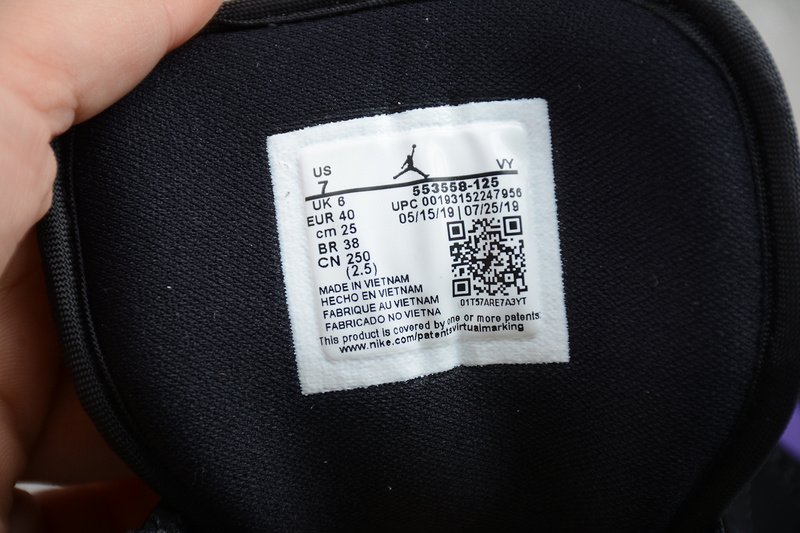 US VY
7 553558-125
UK 6 UPC 00193152247956
EUR 40 05/15/19 | 07/25/19
cm 25
BR 38
CN 250
(2.5)
01T57ARE7A3YT
MADE IN VIETNAM
HECHO EN VIETNAM
FABRIQUE AU VIETNAM
FABRICADO NO VIETNA
This product is covered by one or more patents
www.nike.com/patentsvirtualmarking